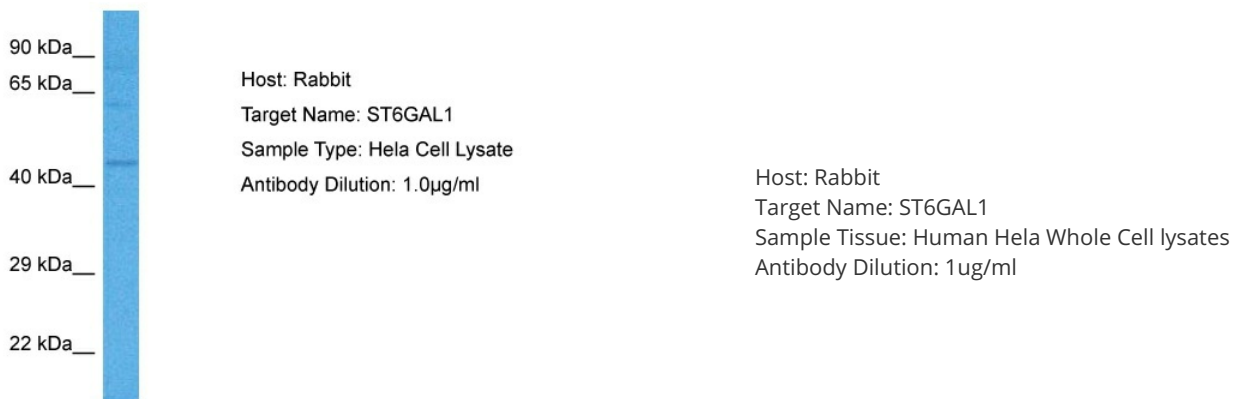 90 kDa__
65 kDa__
40 kDa__
29 kDa__
22 kDa__
Host: Rabbit
Target Name: ST6GAL1
Sample Type: Hela Cell Lysate
Antibody Dilution: 1.0µg/ml
Host: Rabbit
Target Name: ST6GAL1
Sample Tissue: Human Hela Whole Cell lysates
Antibody Dilution: 1ug/ml